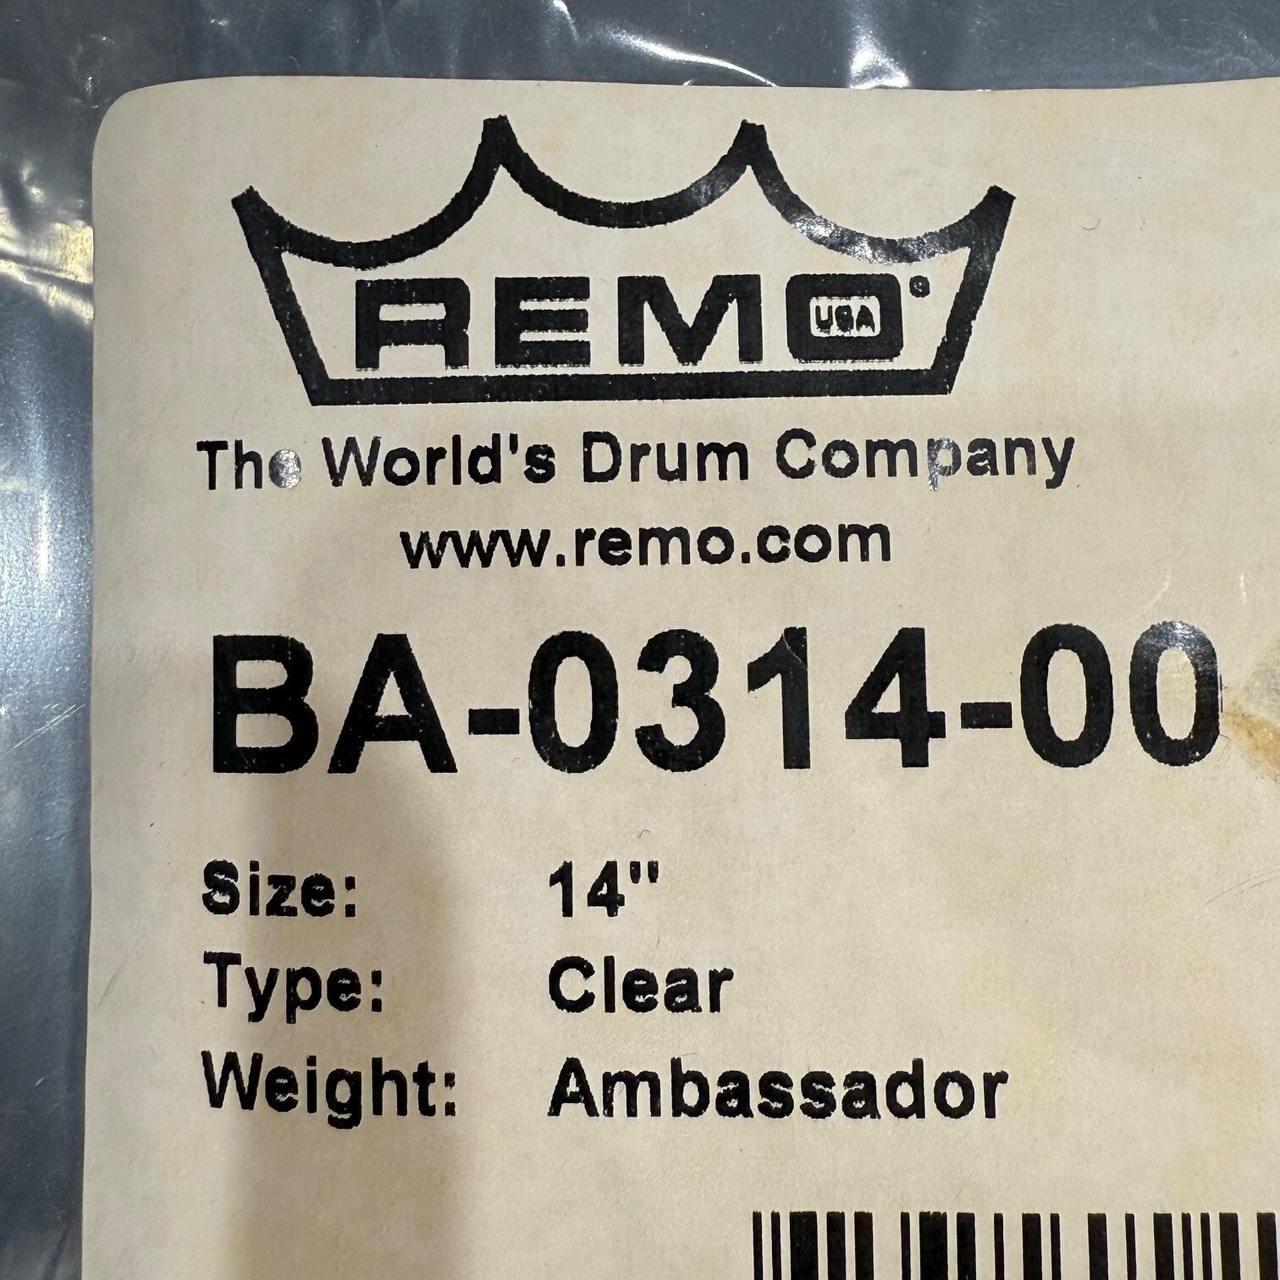 REMO®
USA
The World's Drum Company
www.remo.com
BA-0314-00
Size: 14"
Type: Clear
Weight: Ambassador